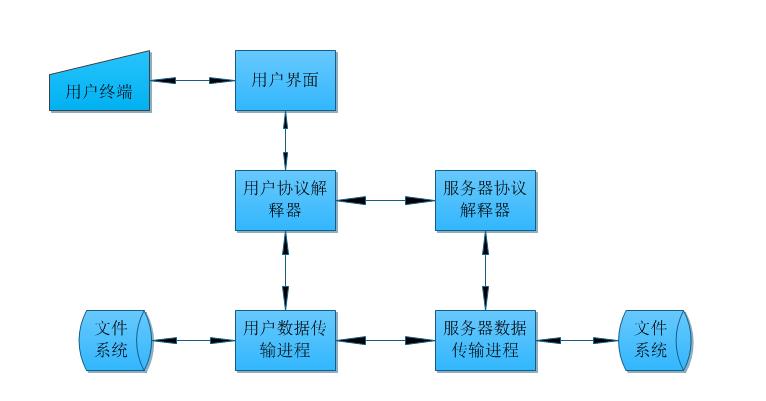 用户终端
用户界面
用户协议解
释器
服务器协议
解释器
文件
系统
用户数据传
输进程
服务器数据
传输进程
文件
系统